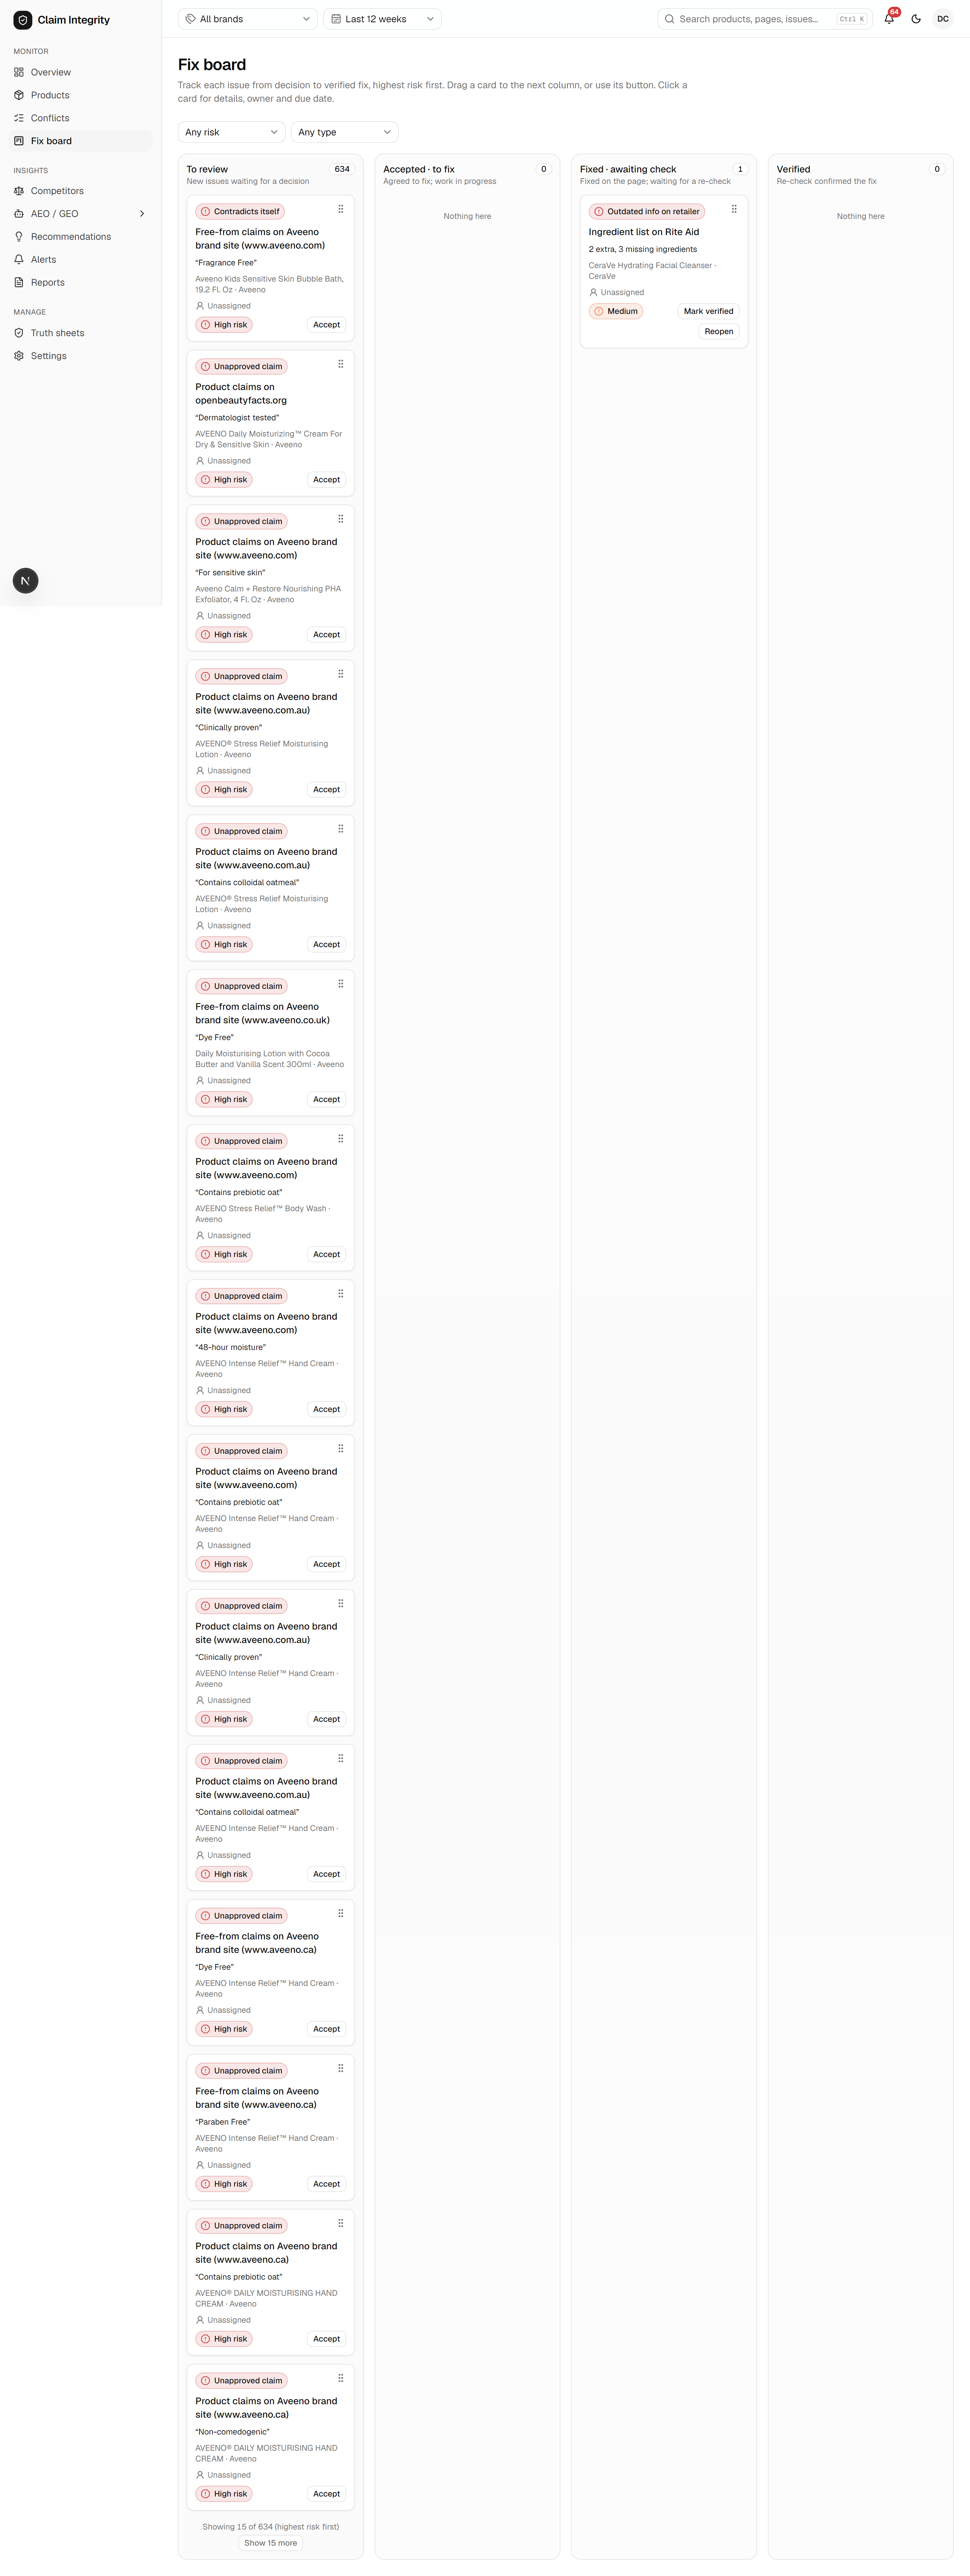 Claim Integrity
All brands
Last 12 weeks
Search products, pages, issues...
Ctrl K
64
DC
MONITOR
Overview
Products
Conflicts
Fix board
INSIGHTS
Competitors
AEO / GEO
Recommendations
Alerts
Reports
MANAGE
Truth sheets
Settings
N
Fix board
Track each issue from decision to verified fix, highest risk first. Drag a card to the next column, or use its button. Click a
card for details, owner and due date.
Any risk
Any type
To review
634
New issues waiting for a decision
Contradicts itself
Free-from claims on Aveeno
brand site (www.aveeno.com)
“Fragrance Free”
Aveeno Kids Sensitive Skin Bubble Bath,
19.2 Fl. Oz · Aveeno
Unassigned
High risk
Accept
Unapproved claim
Product claims on
openbeautyfacts.org
“Dermatologist tested”
AVEENO Daily Moisturizing™ Cream For
Dry & Sensitive Skin · Aveeno
Unassigned
High risk
Accept
Unapproved claim
Product claims on Aveeno brand
site (www.aveeno.com)
“For sensitive skin”
Aveeno Calm + Restore Nourishing PHA
Exfoliator, 4 Fl. Oz · Aveeno
Unassigned
High risk
Accept
Unapproved claim
Product claims on Aveeno brand
site (www.aveeno.com.au)
“Clinically proven”
AVEENO® Stress Relief Moisturising
Lotion · Aveeno
Unassigned
High risk
Accept
Unapproved claim
Product claims on Aveeno brand
site (www.aveeno.com.au)
“Contains colloidal oatmeal”
AVEENO® Stress Relief Moisturising
Lotion · Aveeno
Unassigned
High risk
Accept
Unapproved claim
Free-from claims on Aveeno
brand site (www.aveeno.co.uk)
“Dye Free”
Daily Moisturising Lotion with Cocoa
Butter and Vanilla Scent 300ml · Aveeno
Unassigned
High risk
Accept
Unapproved claim
Product claims on Aveeno brand
site (www.aveeno.com)
“Contains prebiotic oat”
AVEENO Stress Relief™ Body Wash ·
Aveeno
Unassigned
High risk
Accept
Unapproved claim
Product claims on Aveeno brand
site (www.aveeno.com)
“48-hour moisture”
AVEENO Intense Relief™ Hand Cream ·
Aveeno
Unassigned
High risk
Accept
Unapproved claim
Product claims on Aveeno brand
site (www.aveeno.com)
“Contains prebiotic oat”
AVEENO Intense Relief™ Hand Cream ·
Aveeno
Unassigned
High risk
Accept
Unapproved claim
Product claims on Aveeno brand
site (www.aveeno.com.au)
“Clinically proven”
AVEENO Intense Relief™ Hand Cream ·
Aveeno
Unassigned
High risk
Accept
Unapproved claim
Product claims on Aveeno brand
site (www.aveeno.com.au)
“Contains colloidal oatmeal”
AVEENO Intense Relief™ Hand Cream ·
Aveeno
Unassigned
High risk
Accept
Unapproved claim
Free-from claims on Aveeno
brand site (www.aveeno.ca)
“Dye Free”
AVEENO Intense Relief™ Hand Cream ·
Aveeno
Unassigned
High risk
Accept
Unapproved claim
Free-from claims on Aveeno
brand site (www.aveeno.ca)
“Paraben Free”
AVEENO Intense Relief™ Hand Cream ·
Aveeno
Unassigned
High risk
Accept
Unapproved claim
Product claims on Aveeno brand
site (www.aveeno.ca)
“Contains prebiotic oat”
AVEENO® DAILY MOISTURISING HAND
CREAM · Aveeno
Unassigned
High risk
Accept
Unapproved claim
Product claims on Aveeno brand
site (www.aveeno.ca)
“Non-comedogenic”
AVEENO® DAILY MOISTURISING HAND
CREAM · Aveeno
Unassigned
High risk
Accept
Showing 15 of 634 (highest risk first)
Show 15 more
Accepted · to fix
0
Agreed to fix; work in progress
Nothing here
Fixed · awaiting check
1
Fixed on the page; waiting for a re-check
Outdated info on retailer
Ingredient list on Rite Aid
2 extra, 3 missing ingredients
CeraVe Hydrating Facial Cleanser ·
CeraVe
Unassigned
Medium
Mark verified
Reopen
Verified
0
Re-check confirmed the fix
Nothing here